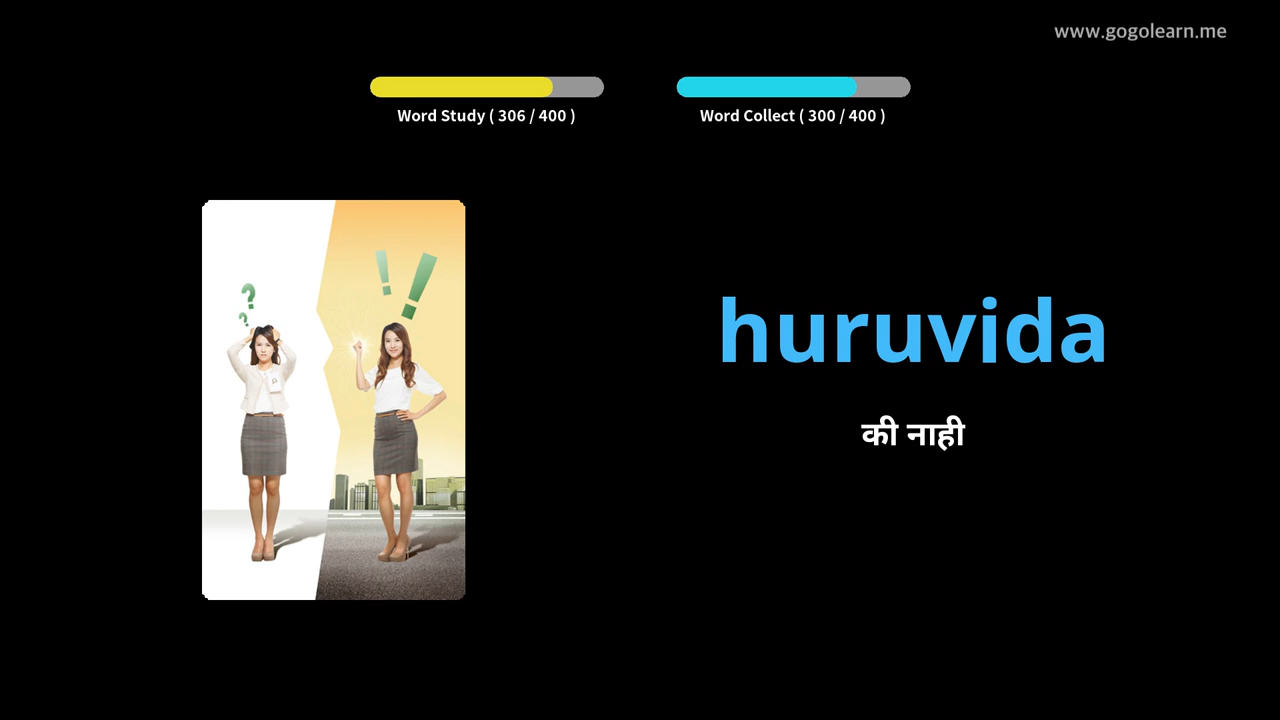 www.gogolearn.me
Word Study ( 306 / 400 )
Word Collect ( 300 / 400 )
? ?
! !
huruvida
की नाही